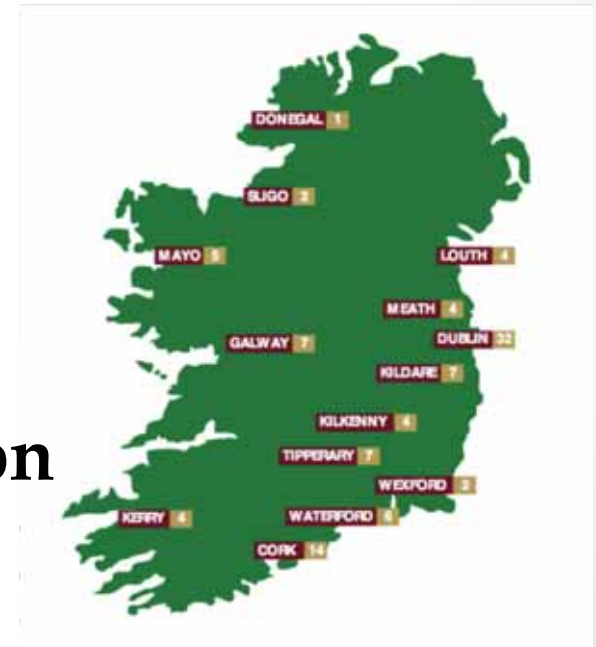 DONEGAL 1
SLIGO 2
MAYO 5
LOUTH 4
MEATH 4
DUBLIN 32
GALWAY 7
KILDARE 7
KILKENNY 4
on
TIPPERARY 7
WEXFORD 2
KERRY 4
WATERFORD 6
CORK 14